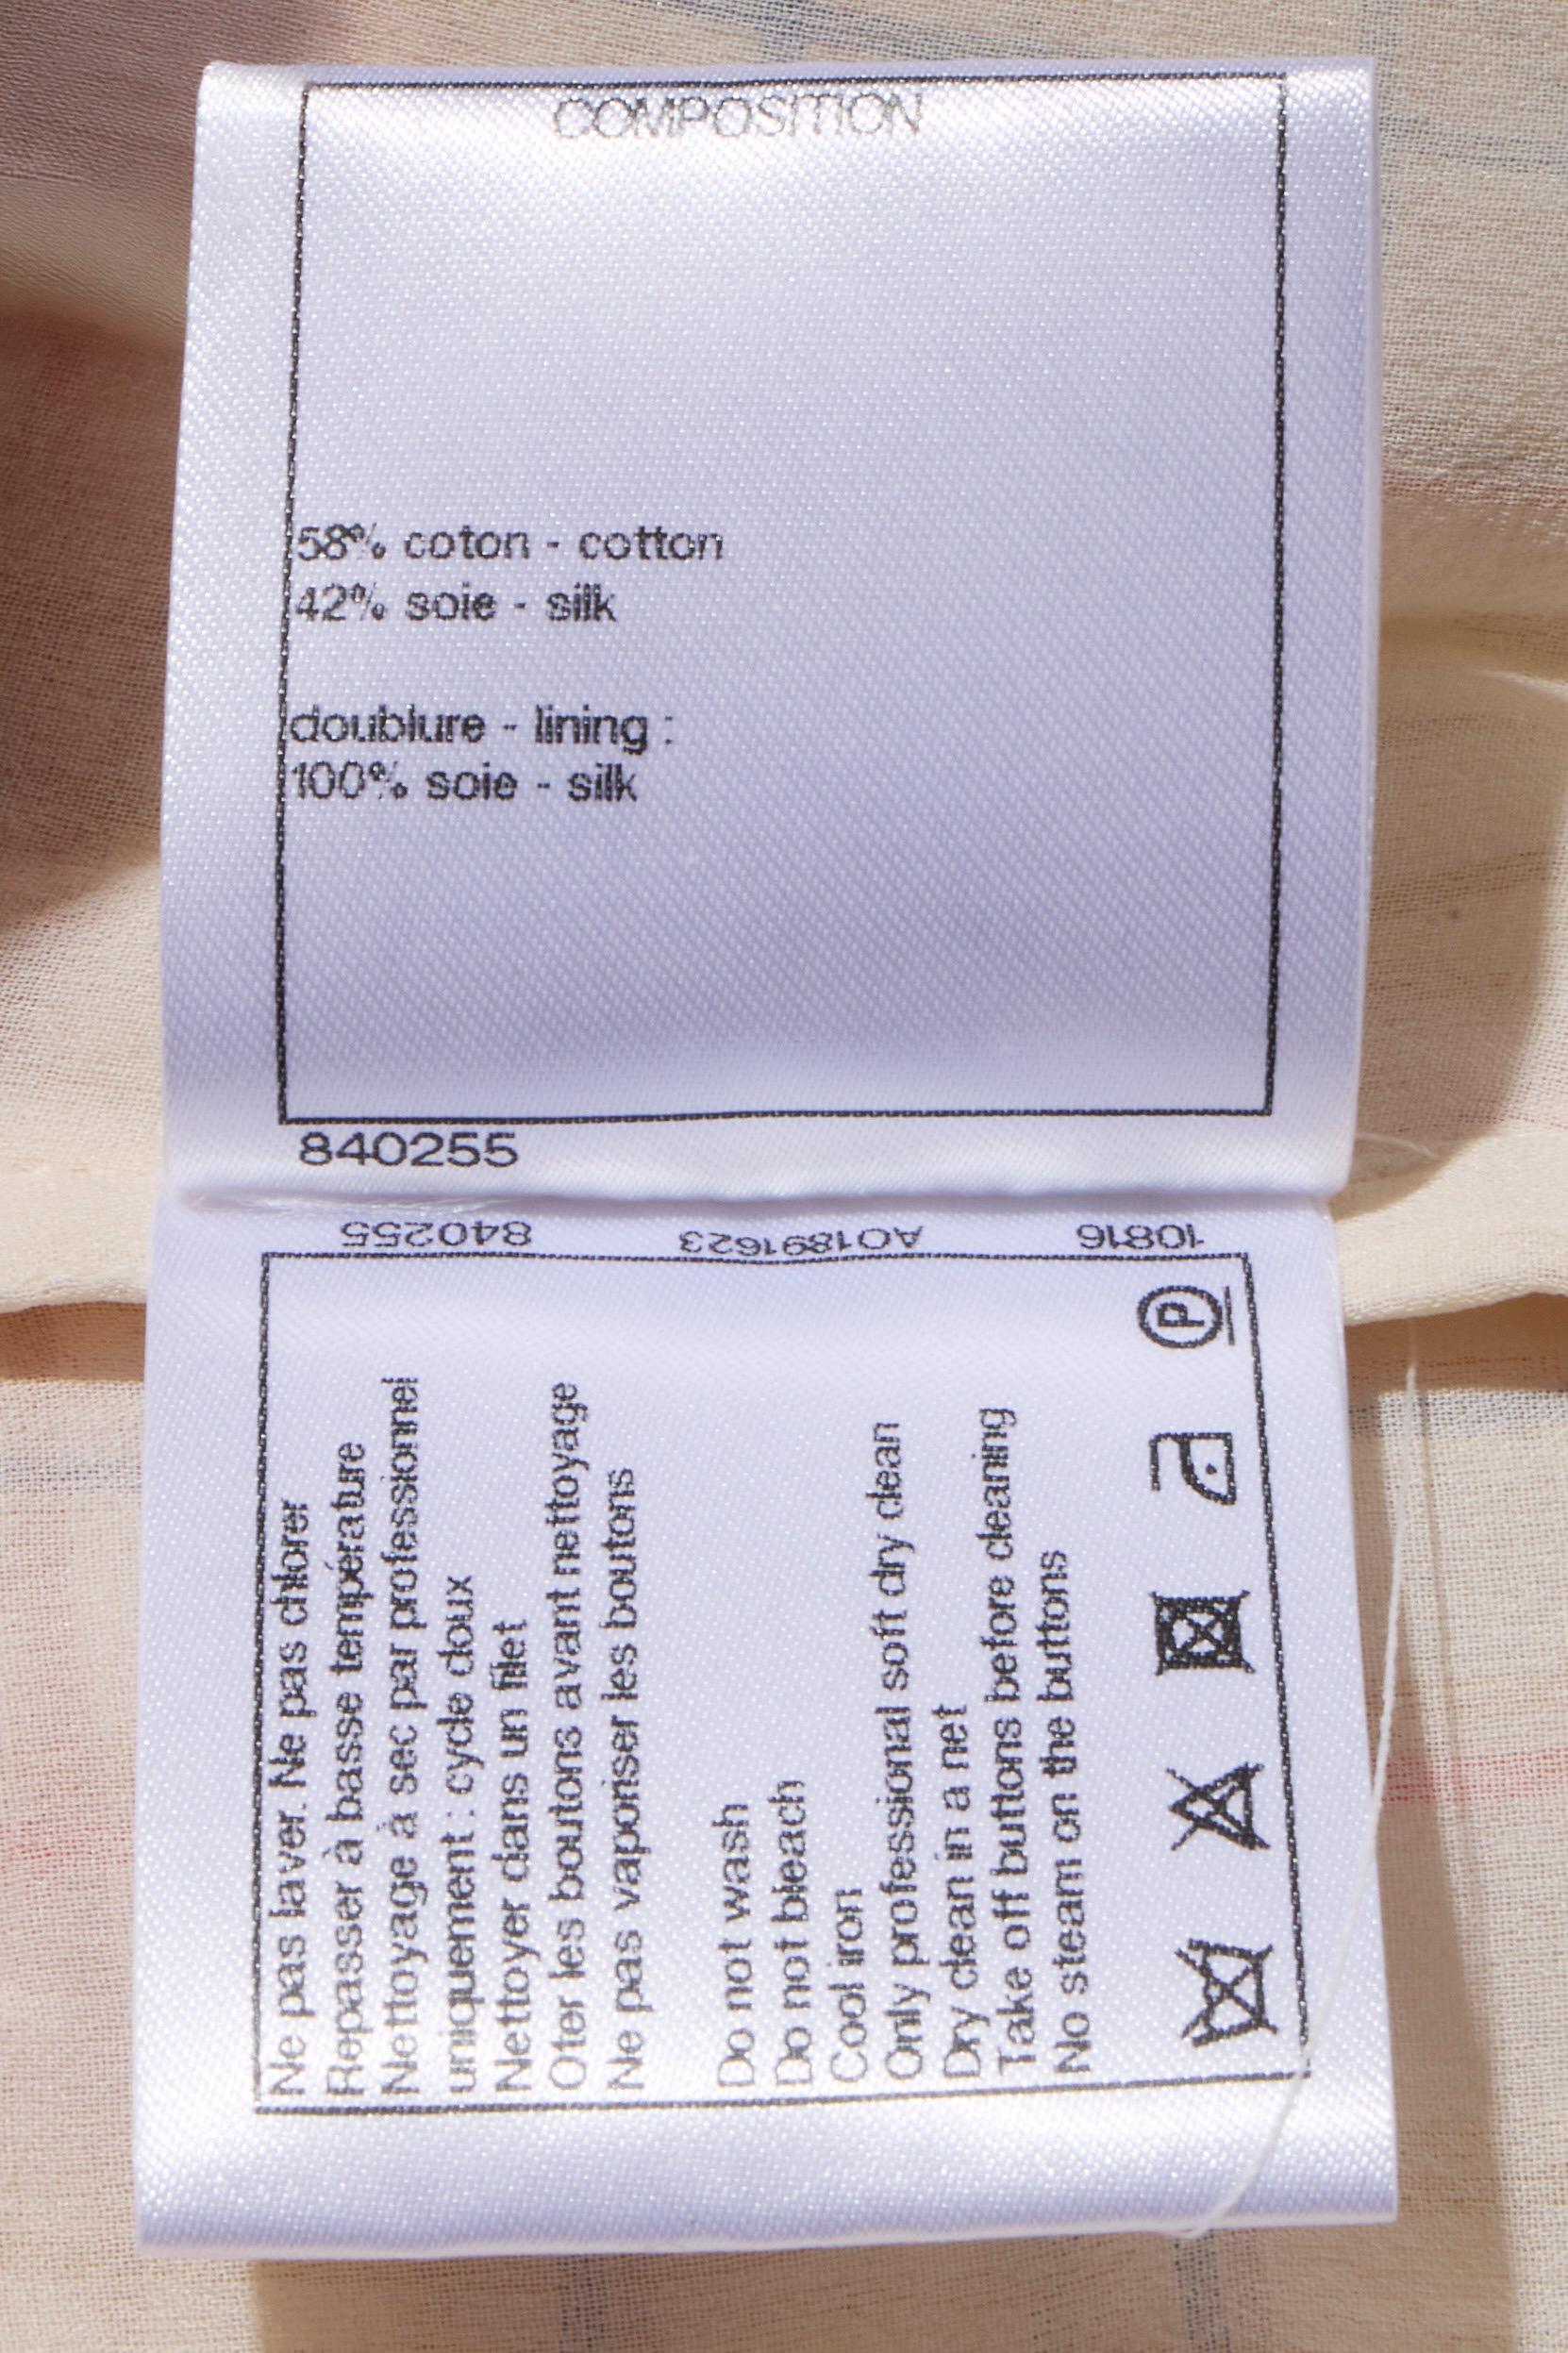 COMPOSITION
58% coton - cotton
42% soie - silk
doublure - lining :
100% soie - silk
840255
10816 AO1891623 840255
Ne pas laver. Ne pas chlorer
Repasser à basse température
Nettoyage à sec par professionnel
uniquement : cycle doux
Nettoyer dans un filet
Oter les boutons avant nettoyage
Ne pas vaporiser les boutons
Do not wash
Do not bleach
Cool iron
Only professional soft dry clean
Dry clean in a net
Take off buttons before cleaning
No steam on the buttons
P